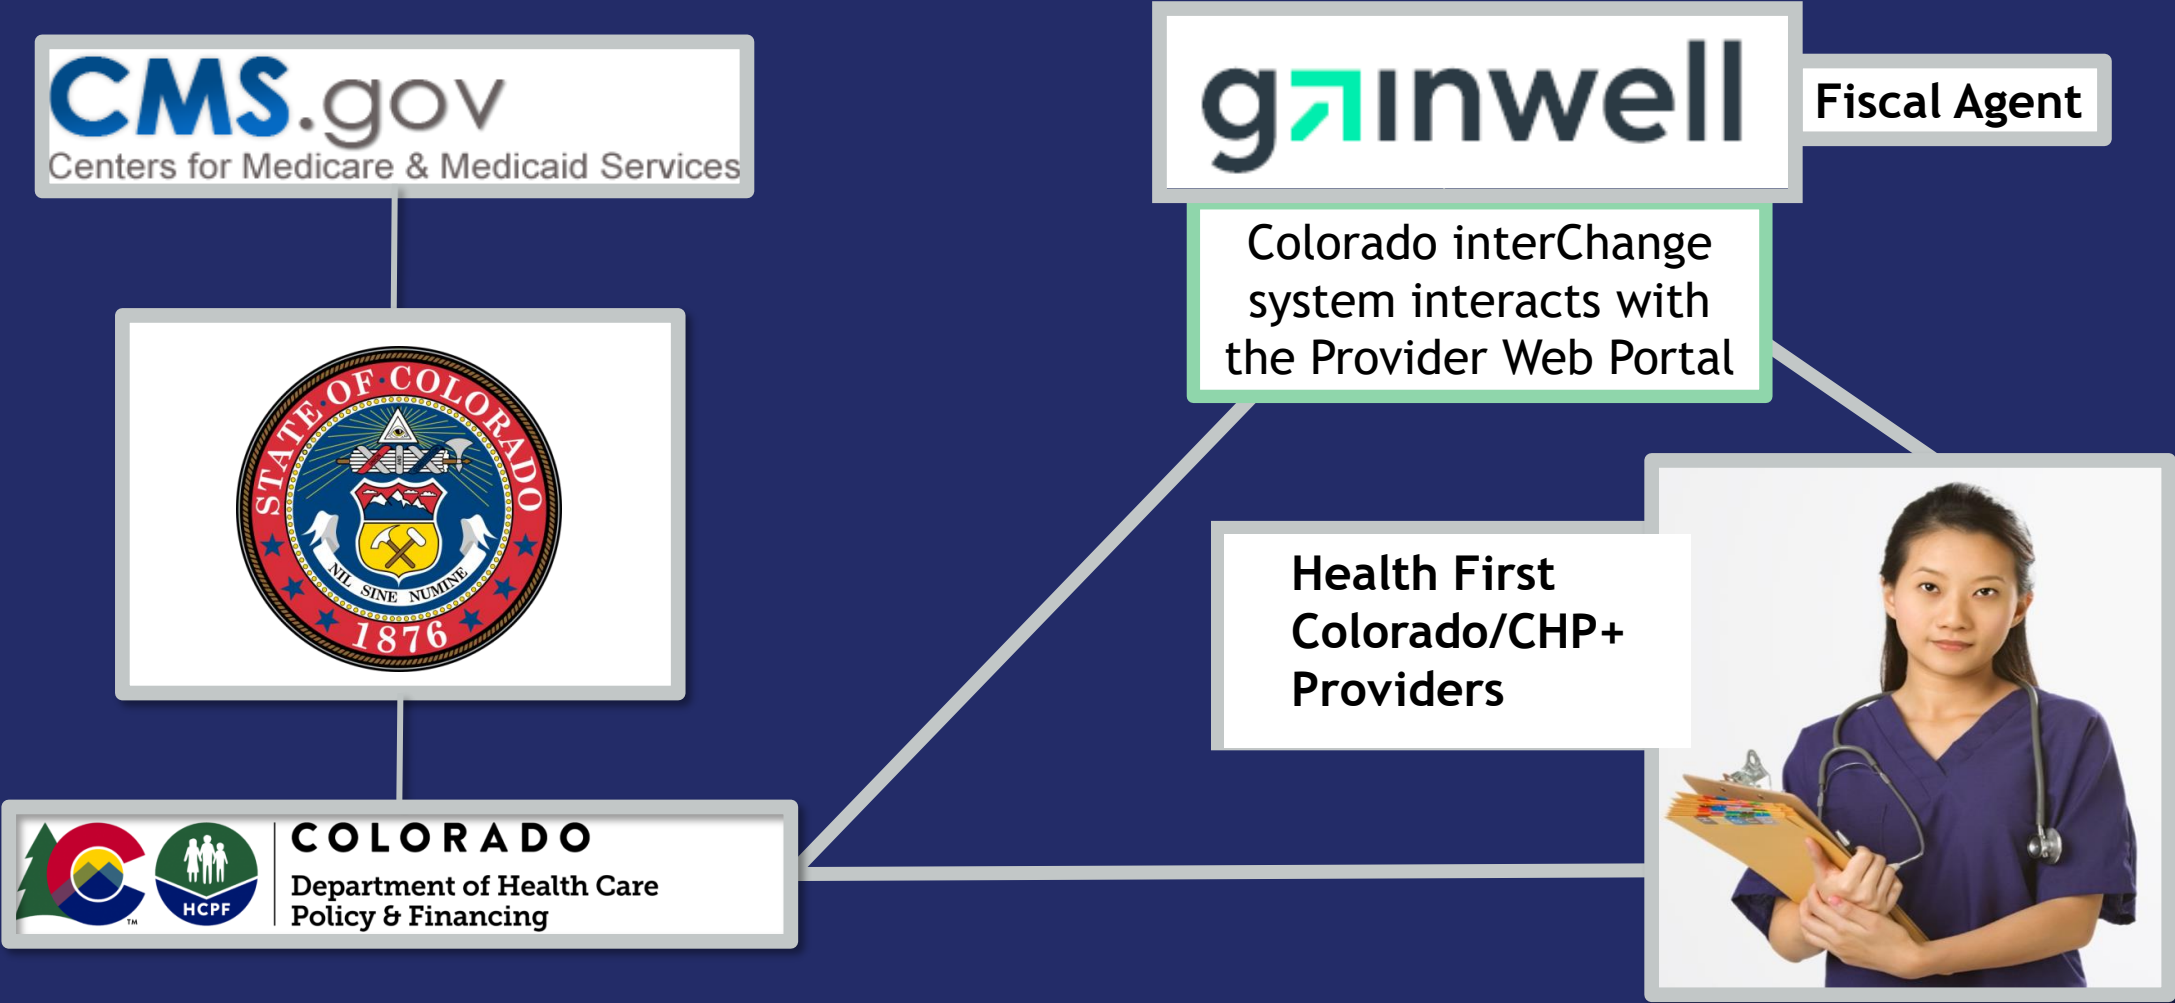 CMS.gov
Centers for Medicare & Medicaid Services
gainwell
Fiscal Agent
Colorado interChange
system interacts with
the Provider Web Portal
STATE OF COLORADO
NIL SINE NUMINE
1876
Health First
Colorado/CHP+
Providers
HCPF
TM
COLORADO
Department of Health Care
Policy & Financing